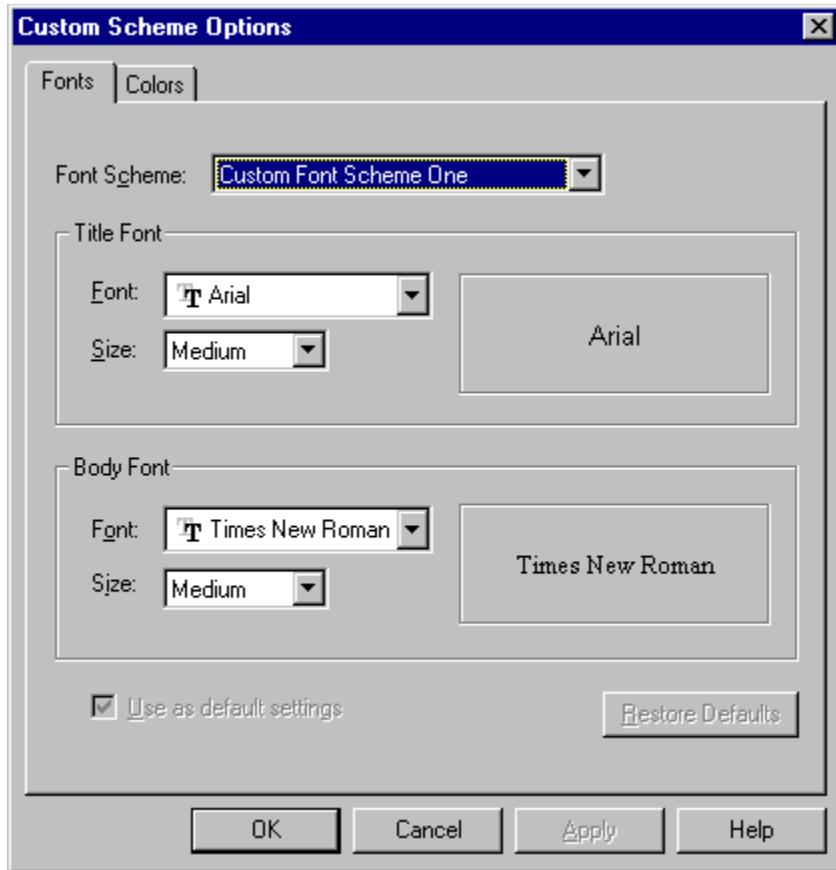 Custom Scheme Options
Fonts Colors
Font Scheme: Custom Font Scheme One
Title Font
Font: Arial
Arial
Size: Medium
Body Font
Font: Times New Roman
Times New Roman
Size: Medium
Use as default settings Restore Defaults
OK Cancel Apply Help